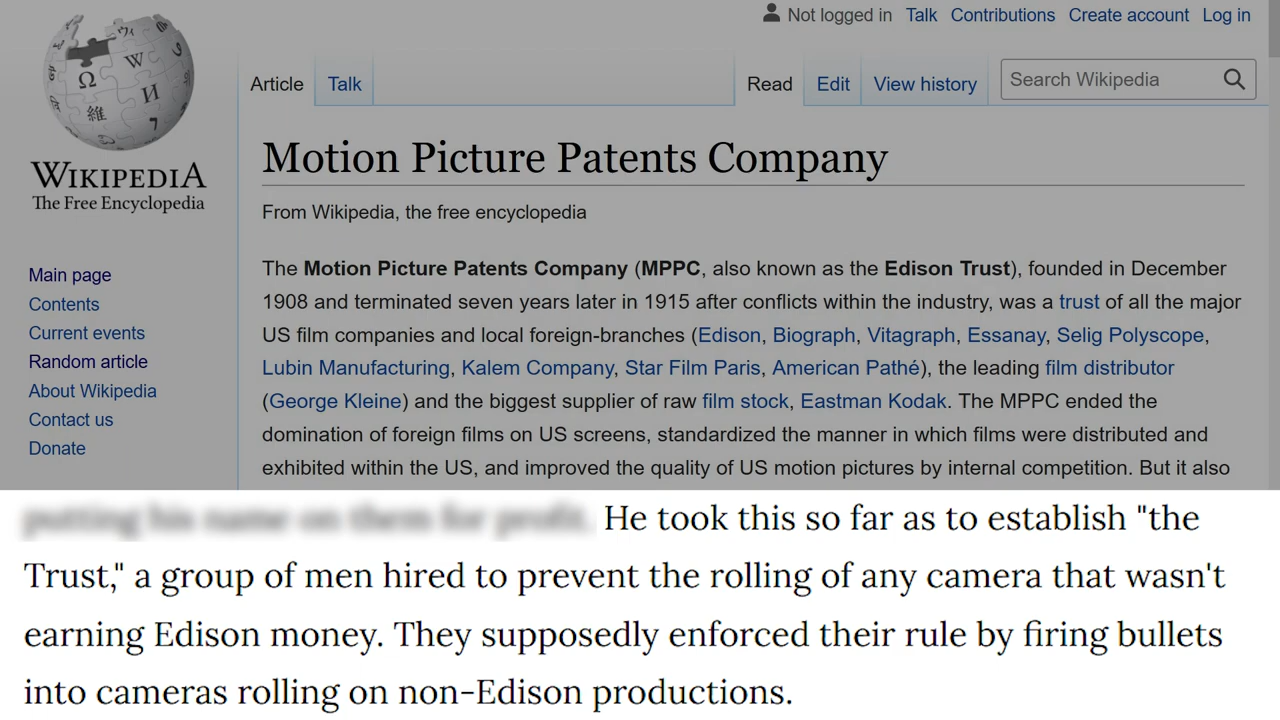 Not logged in Talk Contributions Create account Log in
Article Talk Read Edit View history Search Wikipedia
WIKIPEDIA
The Free Encyclopedia
Main page
Contents
Current events
Random article
About Wikipedia
Contact us
Donate
Motion Picture Patents Company
From Wikipedia, the free encyclopedia
The Motion Picture Patents Company (MPPC, also known as the Edison Trust), founded in December
1908 and terminated seven years later in 1915 after conflicts within the industry, was a trust of all the major
US film companies and local foreign-branches (Edison, Biograph, Vitagraph, Essanay, Selig Polyscope,
Lubin Manufacturing, Kalem Company, Star Film Paris, American Pathé), the leading film distributor
(George Kleine) and the biggest supplier of raw film stock, Eastman Kodak. The MPPC ended the
domination of foreign films on US screens, standardized the manner in which films were distributed and
exhibited within the US, and improved the quality of US motion pictures by internal competition. But it also
putting his name on them for profit. He took this so far as to establish "the
Trust," a group of men hired to prevent the rolling of any camera that wasn't
earning Edison money. They supposedly enforced their rule by firing bullets
into cameras rolling on non-Edison productions.